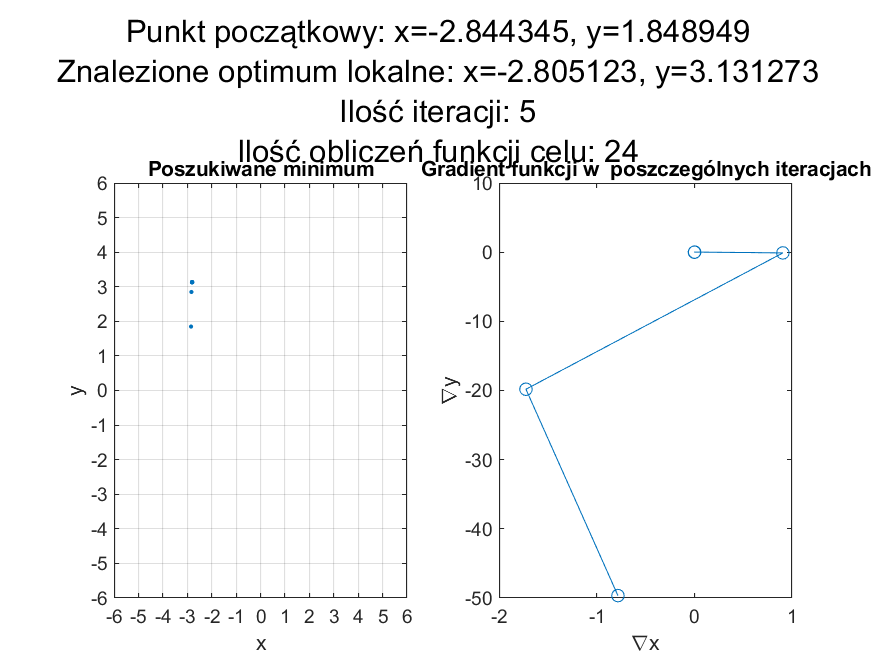 Punkt początkowy: x=-2.844345, y=1.848949
Znalezione optimum lokalne: x=-2.805123, y=3.131273
Ilość iteracji: 5
Ilość obliczeń funkcji celu: 24
Poszukiwane minimum
6
5
4
3
2
1
0
-1
-2
-3
-4
-5
-6
y
-6 -5 -4 -3 -2 -1 0 1 2 3 4 5 6
x
Gradient funkcji w  poszczególnych iteracjach
10
0
-10
-20
-30
-40
-50
∇y
-2 -1 0 1
∇x